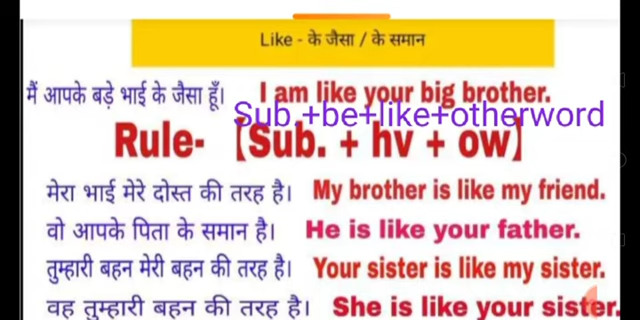 Like - के जैसा / के समान
मैं आपके बड़े भाई के जैसा हूँ। I am like your big brother.
Sub.+be+like+otherword
Rule- [Sub. + hv + ow]
मेरा भाई मेरे दोस्त की तरह है। My brother is like my friend.
वो आपके पिता के समान है। He is like your father.
तुम्हारी बहन मेरी बहन की तरह है। Your sister is like my sister.
वह तुम्हारी बहन की तरह है। She is like your sister.